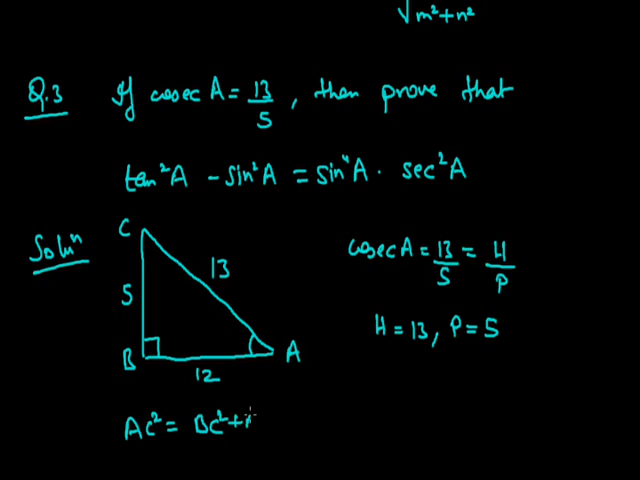 √m²+n²
Q.3 If cosec A = 13/5, then prove that
tan²A - sin²A = sin⁴A · sec²A
Solnⁿ
C
13
5
B
A
12
cosec A = 13/5 = H/P
H = 13, P = 5
AC² = BC² +